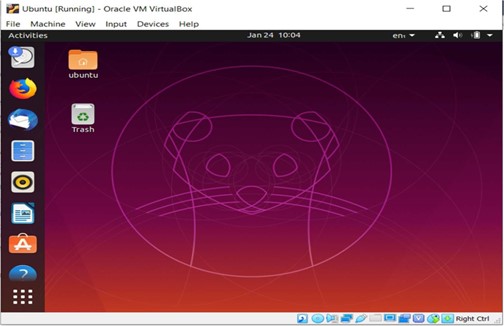 Ubuntu [Running] - Oracle VM VirtualBox
File Machine View Input Devices Help
Activities Jan 24 10:04 en₁
ubuntu
Trash
Right Ctrl